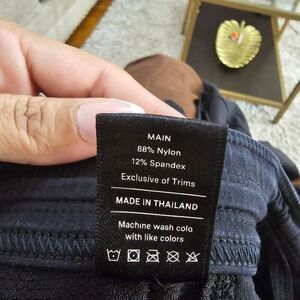 MAIN
88% Nylon
12% Spandex
Exclusive of Trims
MADE IN THAILAND
Machine wash colo
with like colors